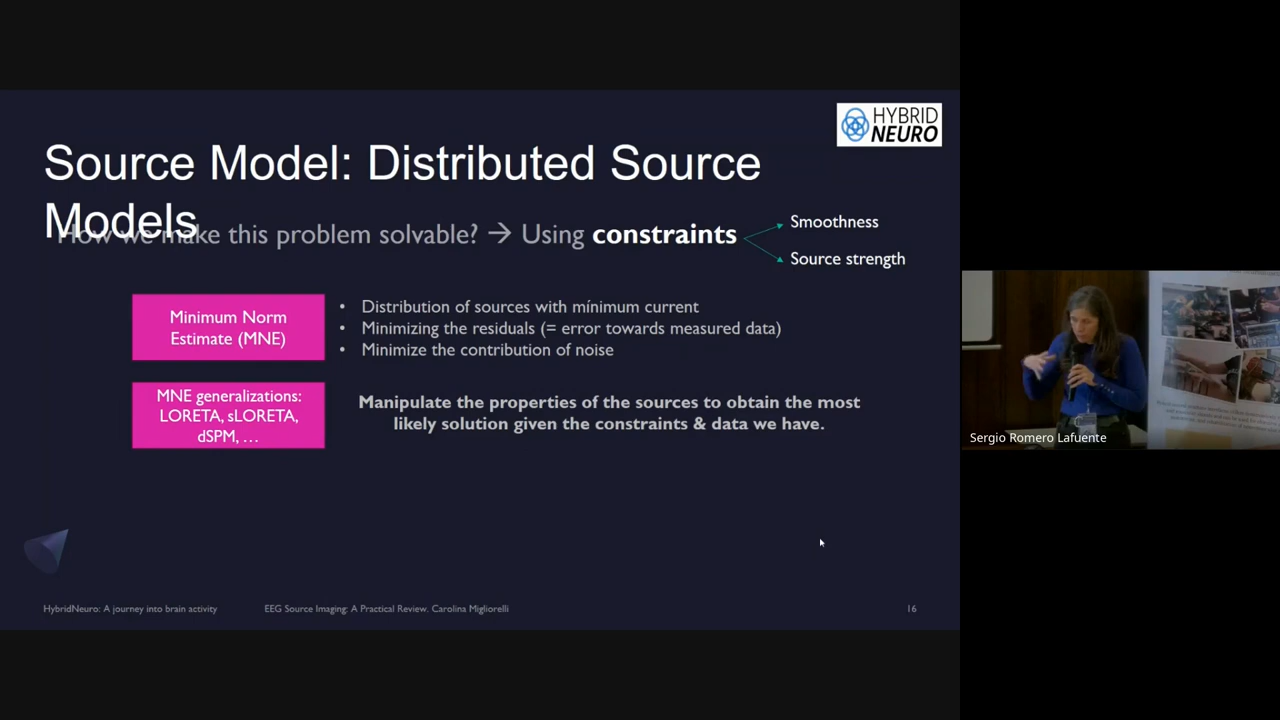 HYBRID
NEURO
Source Model: Distributed Source
Models
How we make this problem solvable? → Using constraints
Smoothness
Source strength
Minimum Norm
Estimate (MNE)
• Distribution of sources with mínimum current
• Minimizing the residuals (= error towards measured data)
• Minimize the contribution of noise
MNE generalizations:
LORETA, sLORETA,
dSPM, …
Manipulate the properties of the sources to obtain the most
likely solution given the constraints & data we have.
HybridNeuro: A journey into brain activity
EEG Source Imaging: A Practical Review. Carolina Migliorelli
16
Sergio Romero Lafuente